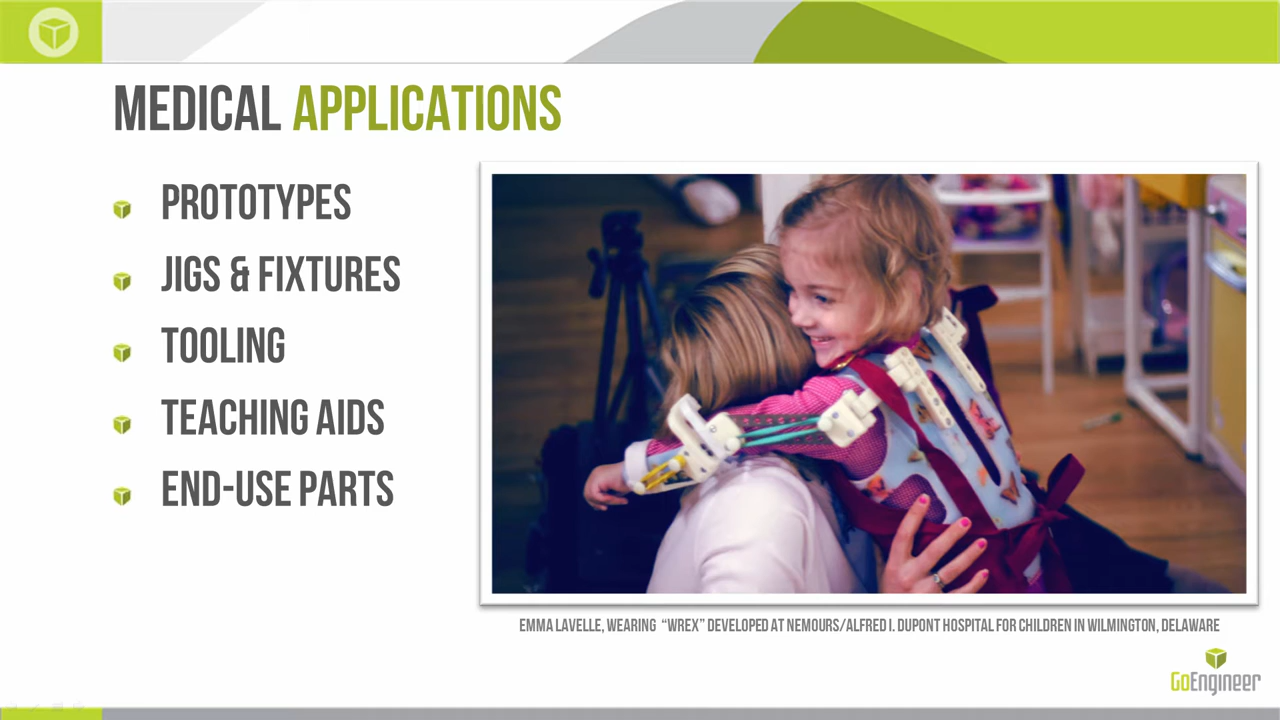 MEDICAL APPLICATIONS
PROTOTYPES
JIGS & FIXTURES
TOOLING
TEACHING AIDS
END-USE PARTS
EMMA LAVELLE, WEARING “WREX” DEVELOPED AT NEMOURS/ALFRED I. DUPONT HOSPITAL FOR CHILDREN IN WILMINGTON, DELAWARE
GoEngineer